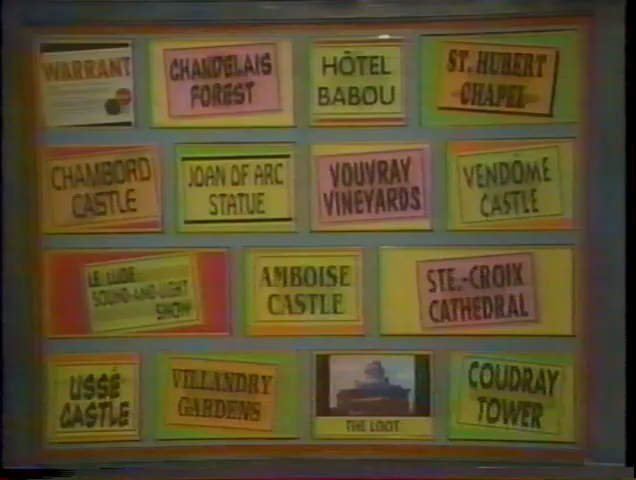 WARRANT
CHANDELAIS
FOREST
HÔTEL
BABOU
ST. HUBERT
CHAPEL
CHAMBORD
CASTLE
JOAN OF ARC
STATUE
VOUVRAY
VINEYARDS
VENDÔME
CASTLE
LE LUDE
SOUND-AND-LIGHT
SHOW
AMBOISE
CASTLE
STE.-CROIX
CATHEDRAL
USSÉ
CASTLE
VILLANDRY
GARDENS
THE LOOT
COUDRAY
TOWER